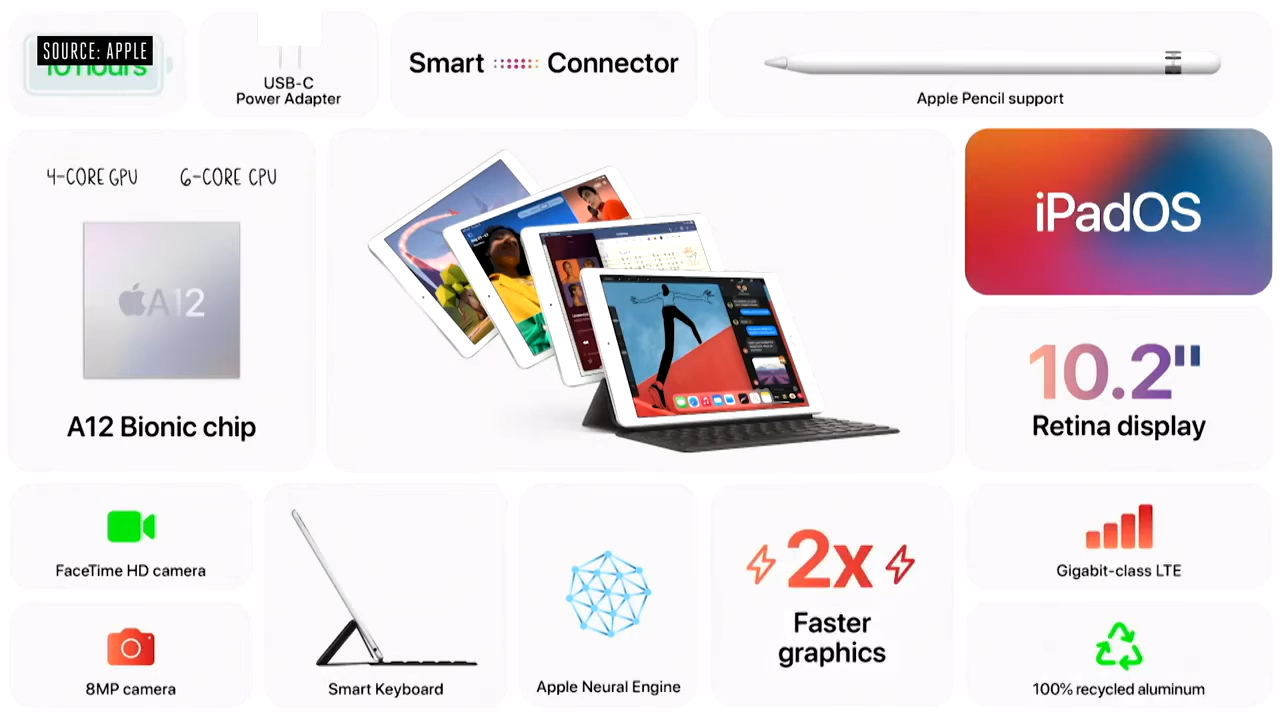 SOURCE: APPLE
10 hours
USB-C
Power Adapter
Smart Connector
Apple Pencil support
4-CORE GPU 6-CORE CPU
A12
A12 Bionic chip
iPadOS
10.2"
Retina display
FaceTime HD camera
8MP camera
Smart Keyboard
Apple Neural Engine
2x
Faster
graphics
Gigabit-class LTE
100% recycled aluminum